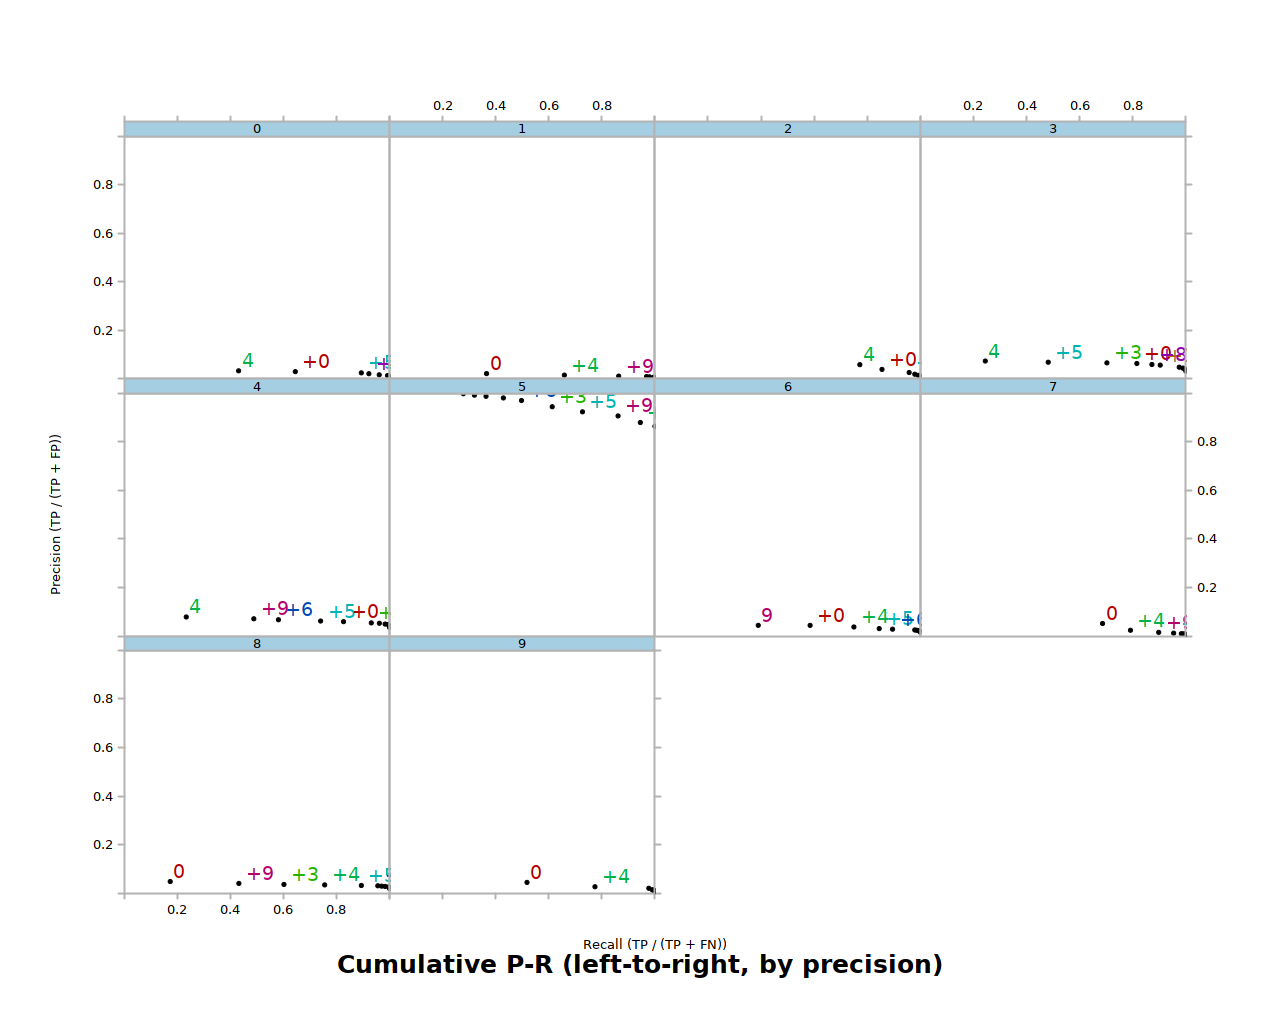 0.2 0.4 0.6 0.8 0.2 0.4 0.6 0.8
0 1 2 3
0.8
0.6
0.4
0.2
4 +0 0 +4 +9 4 +0 4 +5 +3 +0 +8
4 5 6 7
+3 +5 +9
0.8
0.6
0.4
0.2
4 +9 +6 +5 +0 9 +0 +4 +5 0 +4
8 9
0.8
0.6
0.4
0.2
0 +9 +3 +4 +5 0 +4
0.2 0.4 0.6 0.8
Precision (TP / (TP + FP))
Recall (TP / (TP + FN))
Cumulative P-R (left-to-right, by precision)